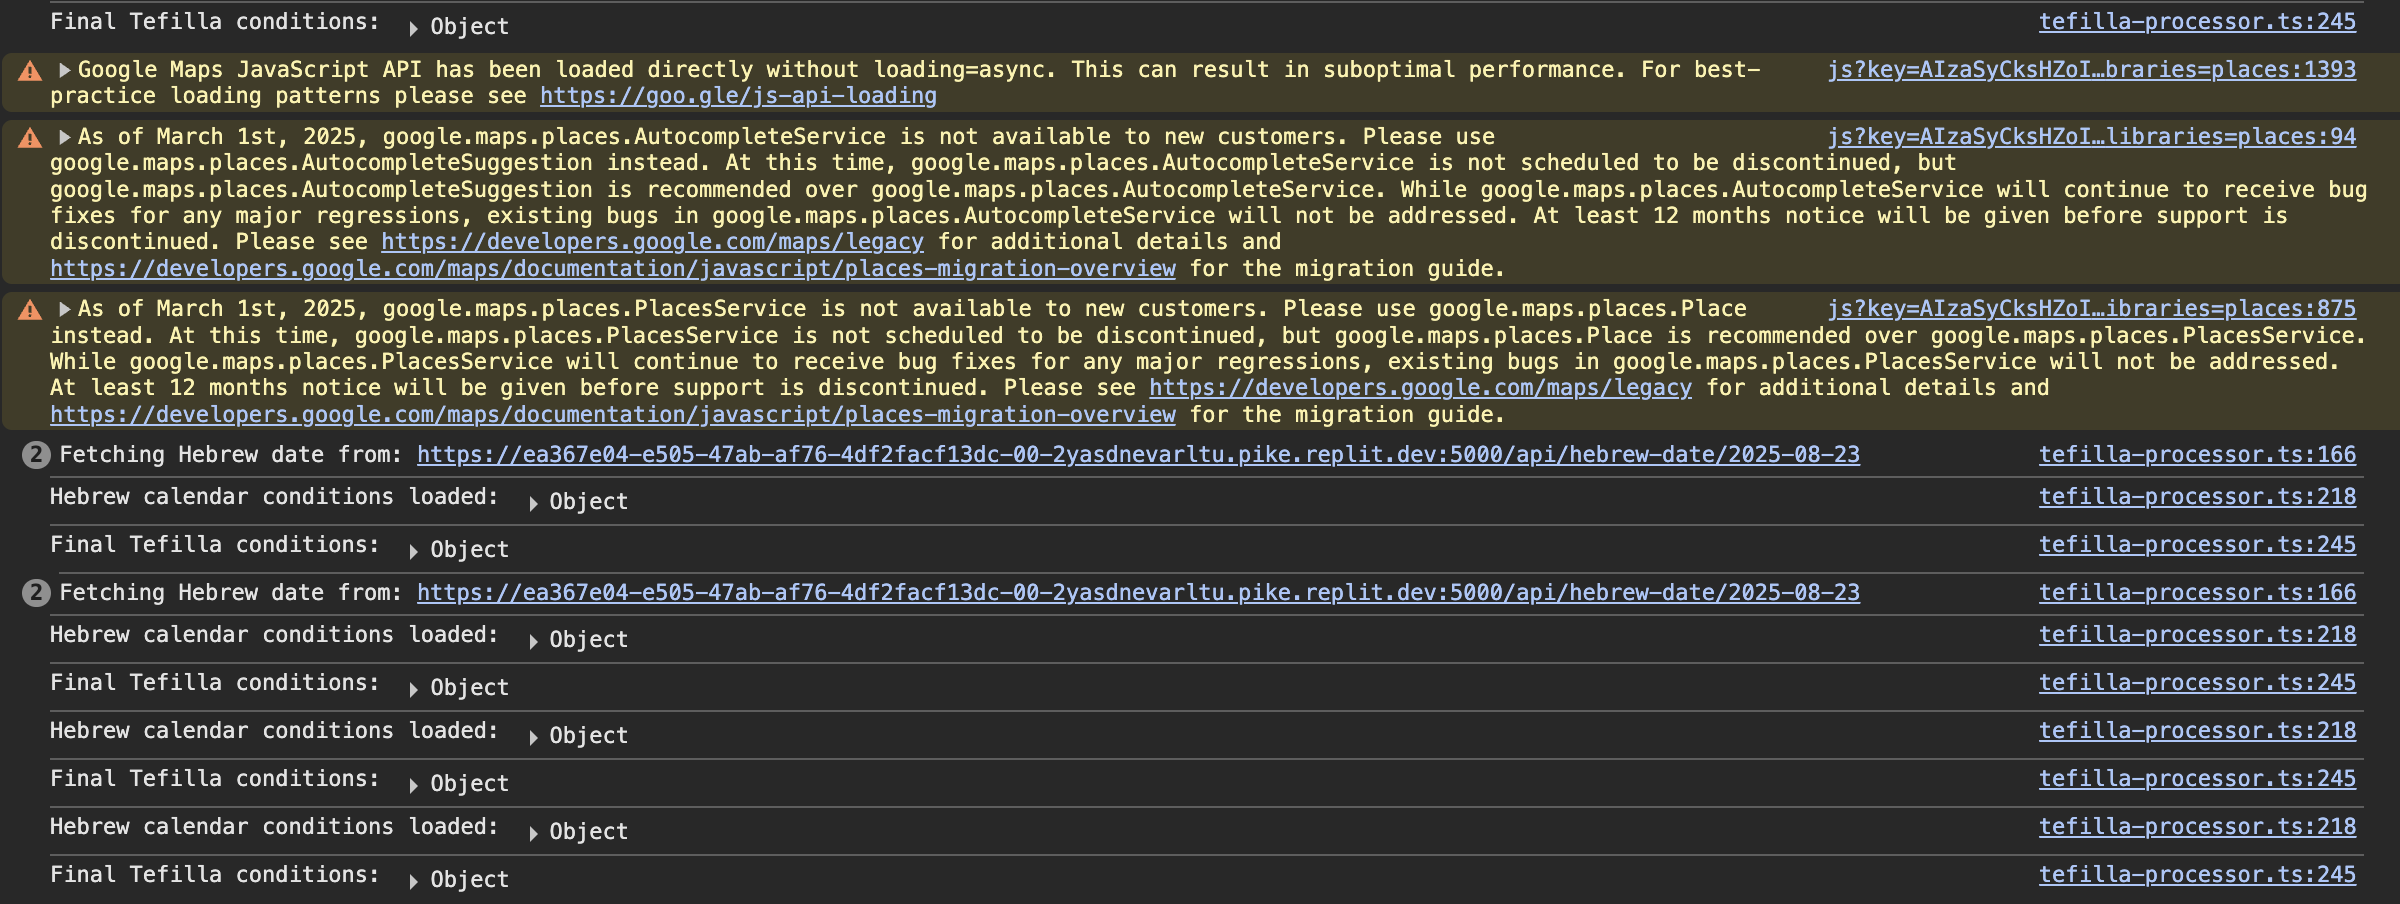 Final Tefilla conditions: ▶ Object tefilla-processor.ts:245
▶Google Maps JavaScript API has been loaded directly without loading=async. This can result in suboptimal performance. For best- js?key=AIzaSyCksHZoI…braries=places:1393
practice loading patterns please see https://goo.gle/js-api-loading
▶As of March 1st, 2025, google.maps.places.AutocompleteService is not available to new customers. Please use js?key=AIzaSyCksHZoI…libraries=places:94
google.maps.places.AutocompleteSuggestion instead. At this time, google.maps.places.AutocompleteService is not scheduled to be discontinued, but
google.maps.places.AutocompleteSuggestion is recommended over google.maps.places.AutocompleteService. While google.maps.places.AutocompleteService will continue to receive bug
fixes for any major regressions, existing bugs in google.maps.places.AutocompleteService will not be addressed. At least 12 months notice will be given before support is
discontinued. Please see https://developers.google.com/maps/legacy for additional details and
https://developers.google.com/maps/documentation/javascript/places-migration-overview for the migration guide.
▶As of March 1st, 2025, google.maps.places.PlacesService is not available to new customers. Please use google.maps.places.Place js?key=AIzaSyCksHZoI…ibraries=places:875
instead. At this time, google.maps.places.PlacesService is not scheduled to be discontinued, but google.maps.places.Place is recommended over google.maps.places.PlacesService.
While google.maps.places.PlacesService will continue to receive bug fixes for any major regressions, existing bugs in google.maps.places.PlacesService will not be addressed.
At least 12 months notice will be given before support is discontinued. Please see https://developers.google.com/maps/legacy for additional details and
https://developers.google.com/maps/documentation/javascript/places-migration-overview for the migration guide.
2 Fetching Hebrew date from: https://ea367e04-e505-47ab-af76-4df2facf13dc-00-2yasdnevarltu.pike.replit.dev:5000/api/hebrew-date/2025-08-23 tefilla-processor.ts:166
Hebrew calendar conditions loaded: ▶ Object tefilla-processor.ts:218
Final Tefilla conditions: ▶ Object tefilla-processor.ts:245
2 Fetching Hebrew date from: https://ea367e04-e505-47ab-af76-4df2facf13dc-00-2yasdnevarltu.pike.replit.dev:5000/api/hebrew-date/2025-08-23 tefilla-processor.ts:166
Hebrew calendar conditions loaded: ▶ Object tefilla-processor.ts:218
Final Tefilla conditions: ▶ Object tefilla-processor.ts:245
Hebrew calendar conditions loaded: ▶ Object tefilla-processor.ts:218
Final Tefilla conditions: ▶ Object tefilla-processor.ts:245
Hebrew calendar conditions loaded: ▶ Object tefilla-processor.ts:218
Final Tefilla conditions: ▶ Object tefilla-processor.ts:245